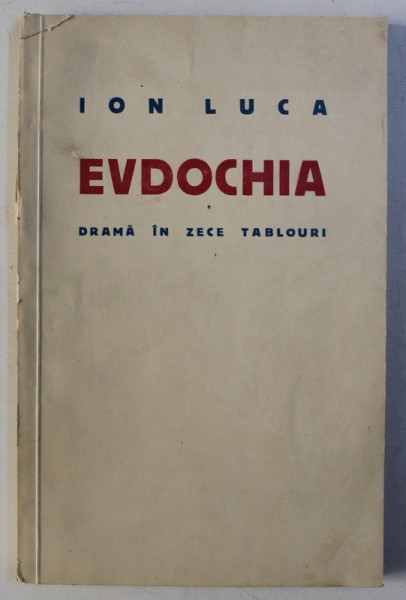 ION LUCA
EVDOCHIA
DRAMĂ ÎN ZECE TABLOURI